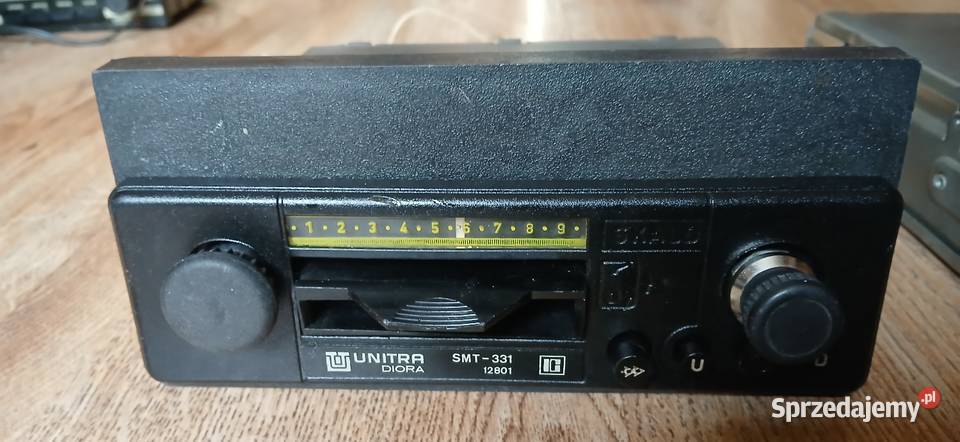 · 1 · 2 · 3 · 4 · 5 · 6 · 7 · 8 · 9 ·
UNITRA SMT-331
DIORA 12801
U
Sprzedajemy.pl